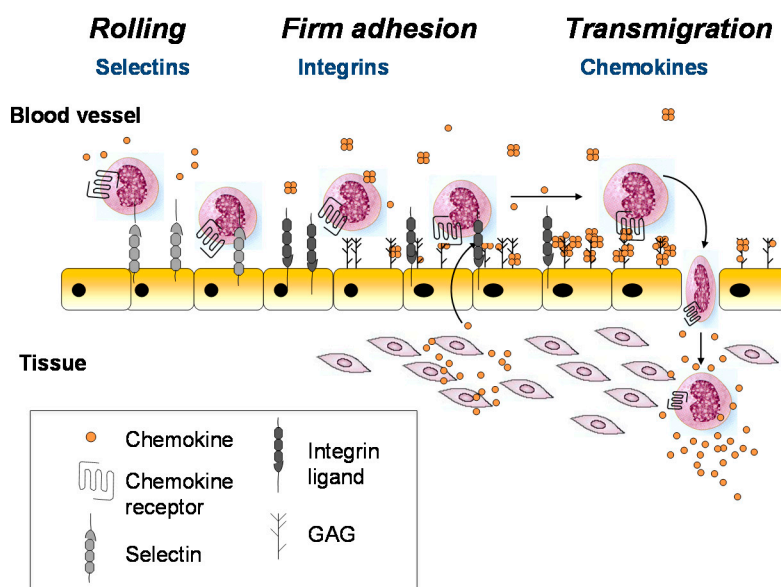 Rolling
Firm adhesion
Transmigration
Selectins
Integrins
Chemokines
Blood vessel
Tissue
Chemokine
Chemokine
receptor
Selectin
Integrin
ligand
GAG